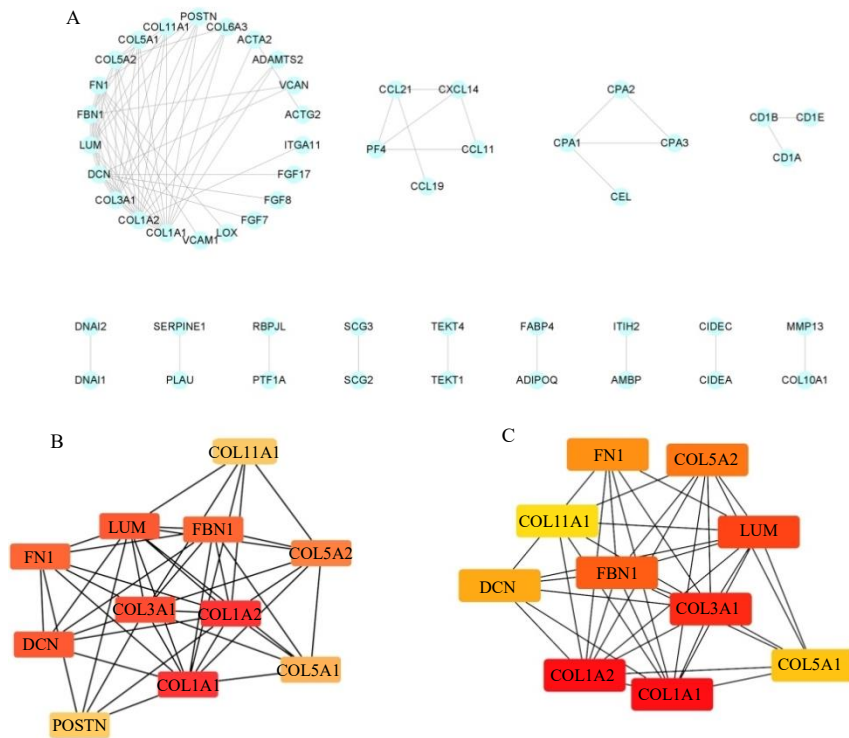 A
POSTN
COL11A1
COL6A3
COL5A1
ACTA2
COL5A2
ADAMTS2
FN1
VCAN
FBN1
ACTG2
LUM
ITGA11
DCN
FGF17
COL3A1
FGF8
COL1A2
FGF7
COL1A1
LOX
VCAM1
CCL21
CXCL14
PF4
CCL11
CCL19
CPA2
CPA1
CPA3
CEL
CD1B
CD1E
CD1A
DNAI2
SERPINE1
RBPJL
SCG3
TEKT4
FABP4
ITIH2
CIDEC
MMP13
DNAI1
PLAU
PTF1A
SCG2
TEKT1
ADIPOQ
AMBP
CIDEA
COL10A1
B
COL11A1
LUM
FBN1
FN1
COL5A2
COL3A1
COL1A2
DCN
COL5A1
COL1A1
POSTN
C
FN1
COL5A2
COL11A1
LUM
FBN1
DCN
COL3A1
COL5A1
COL1A2
COL1A1